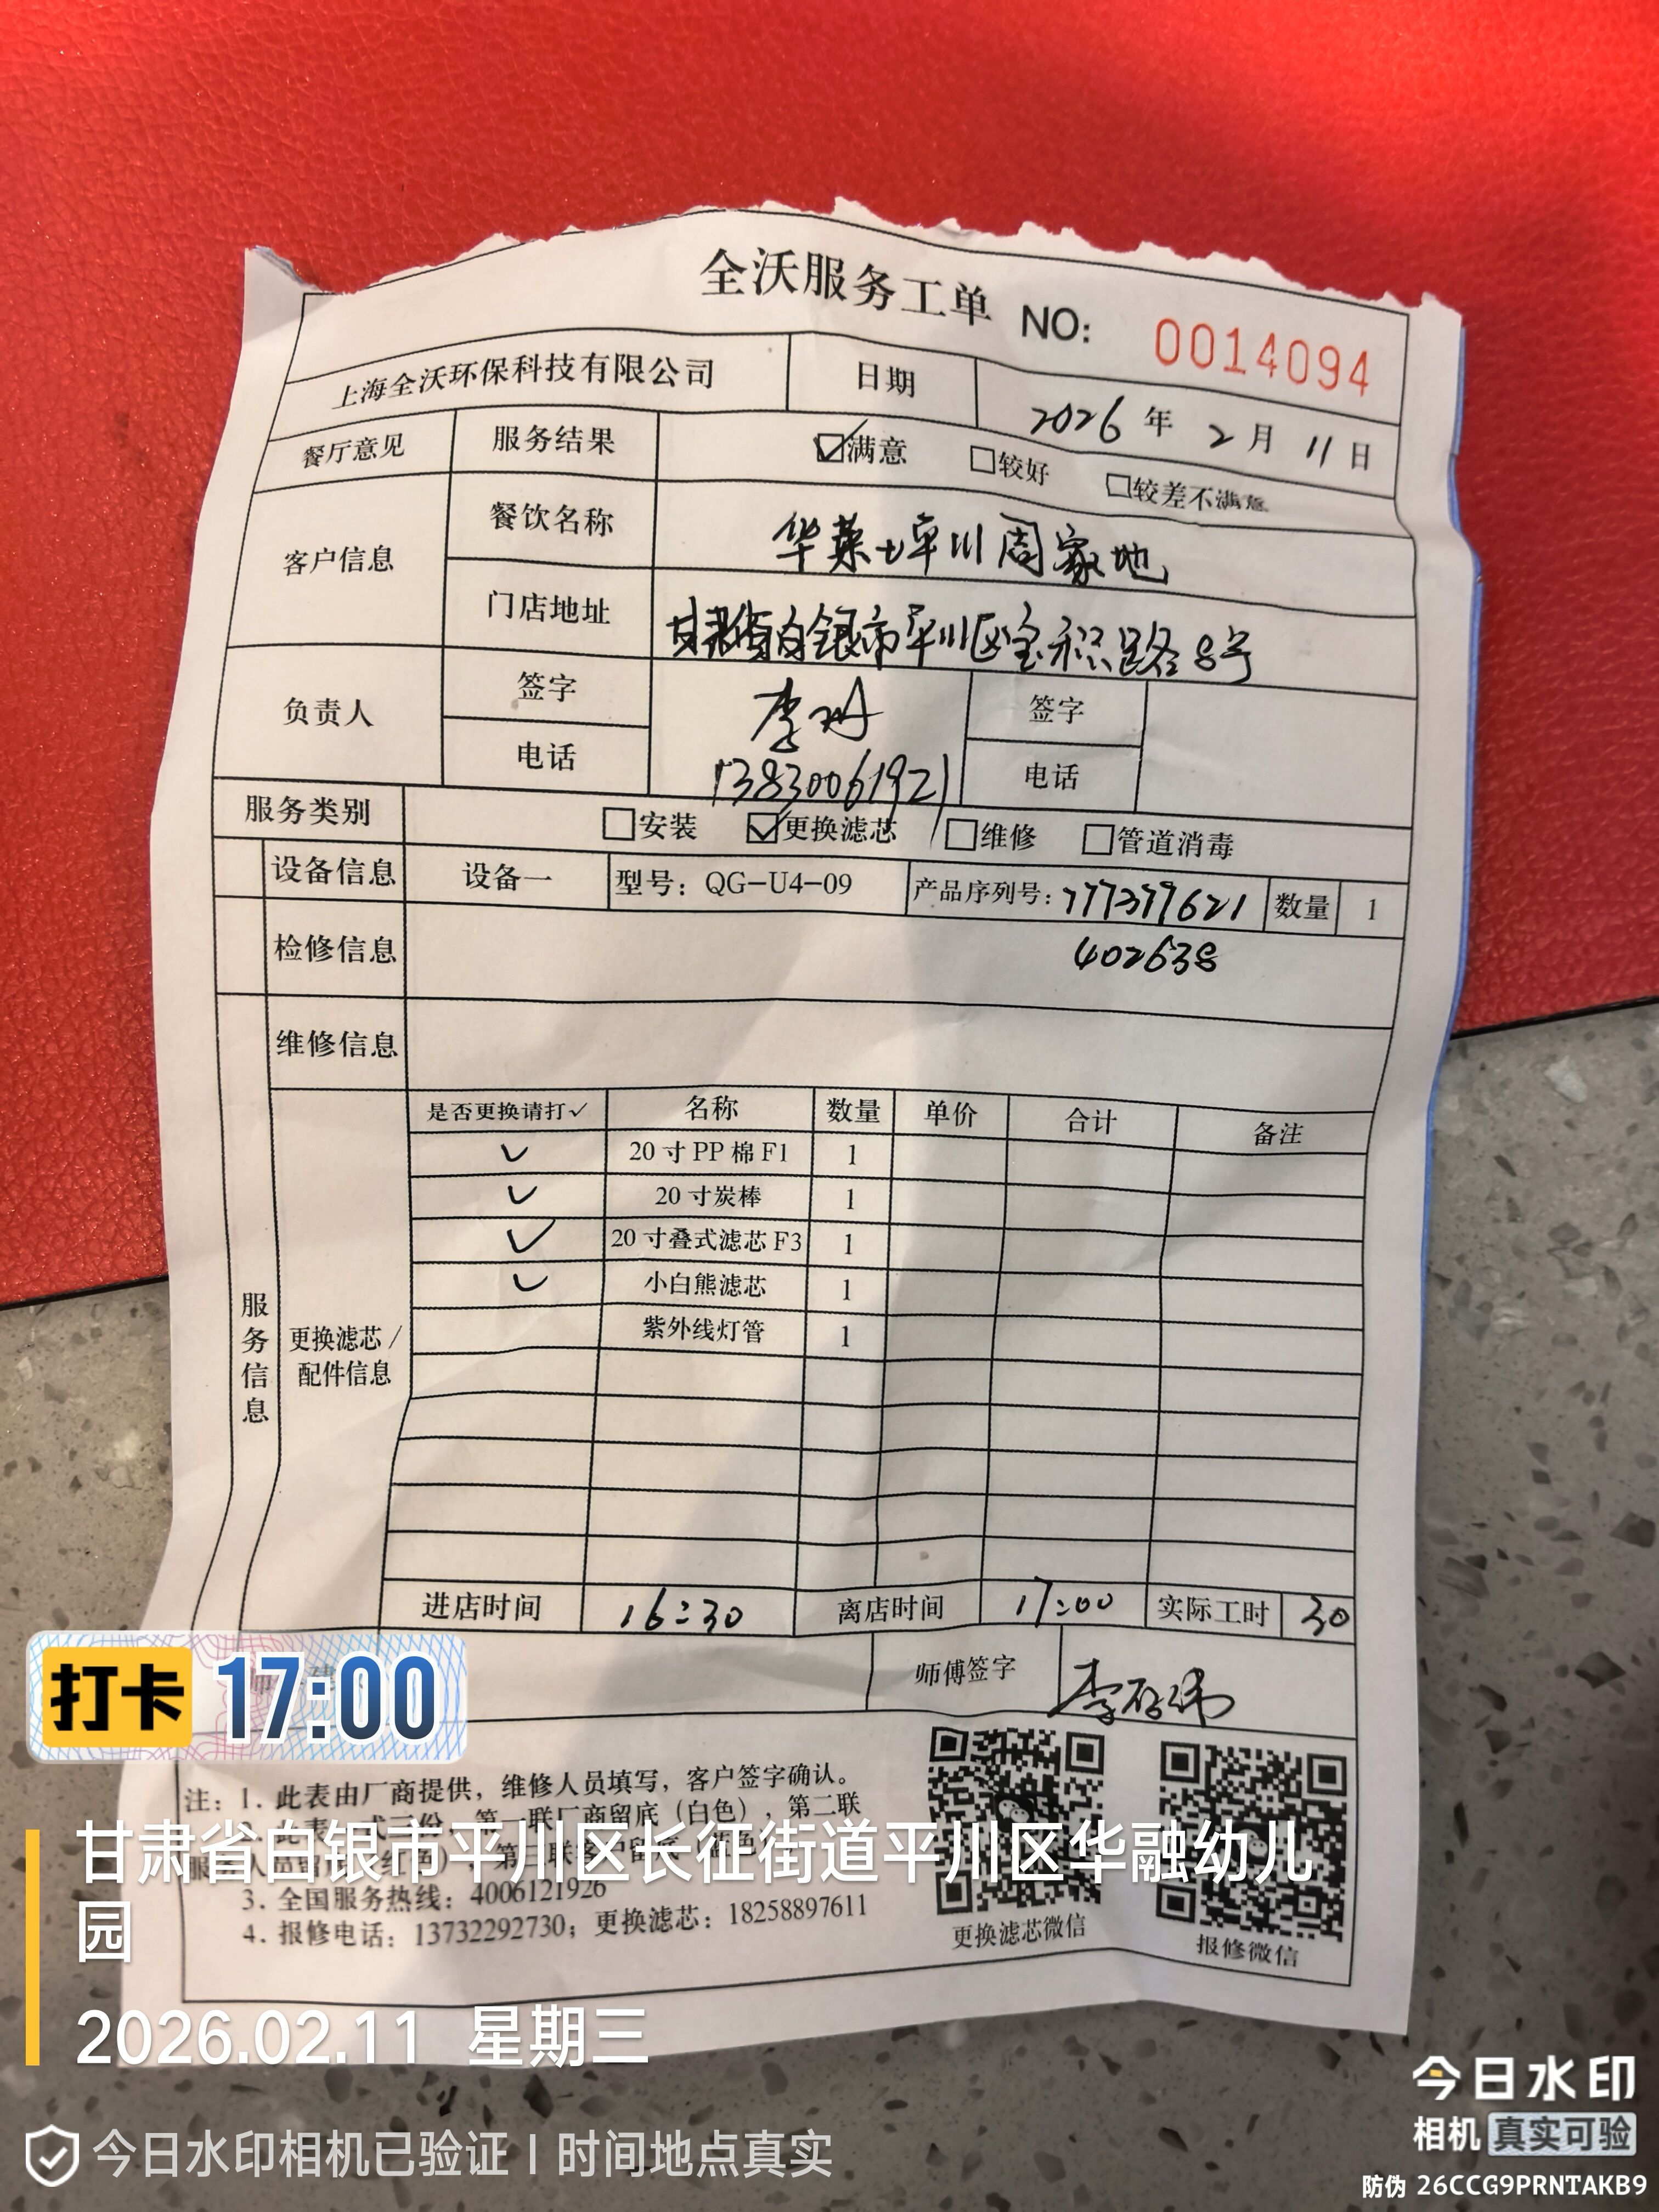 全沃服务工单 NO: 0014094
上海全沃环保科技有限公司 日期 2026 年 2 月 11 日
餐厅意见 服务结果 ☑满意 □较好 □较差不满意
客户信息 餐饮名称 华莱士平川周家地
门店地址 甘肃省白银市平川区宝积路8号
负责人 签字 李 签字
电话 13830061921 电话
服务类别 □安装 ☑更换滤芯 □维修 □管道消毒
设备信息 设备一 型号：QG-U4-09 产品序列号：777379621 数量 1
检修信息 402638
维修信息
是否更换请打✓ 名称 数量 单价 合计 备注
✓ 20 寸 PP 棉 F1 1
✓ 20 寸炭棒 1
✓ 20 寸叠式滤芯 F3 1
✓ 小白熊滤芯 1
紫外线灯管 1
服务信息
更换滤芯/
配件信息
进店时间 16:30 离店时间 17:00 实际工时 30
师傅签字 李
打卡 17:00
注：1. 此表由厂商提供，维修人员填写，客户签字确认。
第一联厂商留底（白色），第二联
3. 全国服务热线：4006121926
4. 报修电话：13732292730；更换滤芯：18258897611
更换滤芯微信 报修微信
甘肃省白银市平川区长征街道平川区华融幼儿
园
2026.02.11 星期三
今日水印相机已验证 | 时间地点真实
今日水印
相机 真实可验
防伪 26CCG9PRNTAKB9